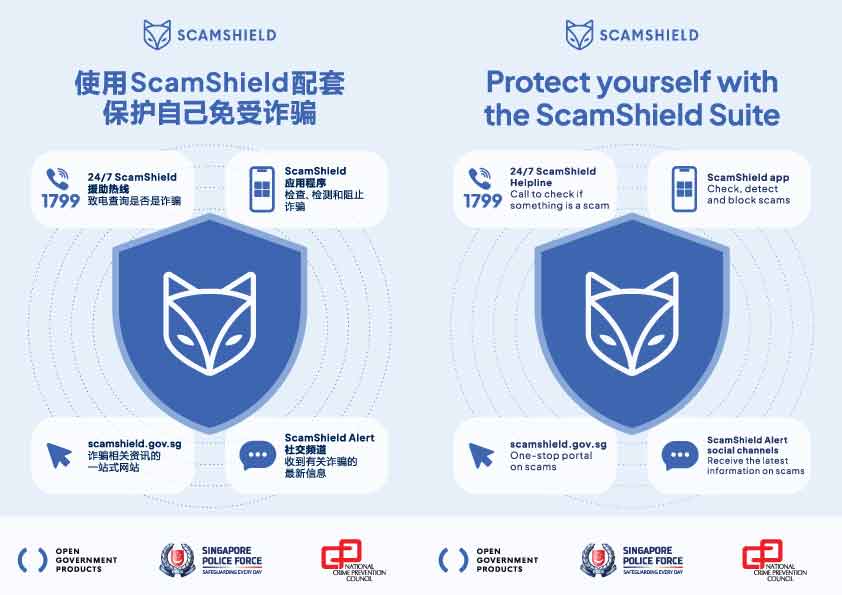 SCAMSHIELD
使用ScamShield配套
保护自己免受诈骗
1799
24/7 ScamShield
援助热线
致电查询是否是诈骗
ScamShield
应用程序
检查、检测和阻止
诈骗
scamshield.gov.sg
诈骗相关资讯的
一站式网站
ScamShield Alert
社交频道
收到有关诈骗的
最新信息
OPEN
GOVERNMENT
PRODUCTS
SINGAPORE
POLICE FORCE
SAFEGUARDING EVERY DAY
NATIONAL
CRIME PREVENTION
COUNCIL
SCAMSHIELD
Protect yourself with
the ScamShield Suite
1799
24/7 ScamShield
Helpline
Call to check if
something is a scam
ScamShield app
Check, detect
and block scams
scamshield.gov.sg
One-stop portal
on scams
ScamShield Alert
social channels
Receive the latest
information on scams
OPEN
GOVERNMENT
PRODUCTS
SINGAPORE
POLICE FORCE
SAFEGUARDING EVERY DAY
NATIONAL
CRIME PREVENTION
COUNCIL